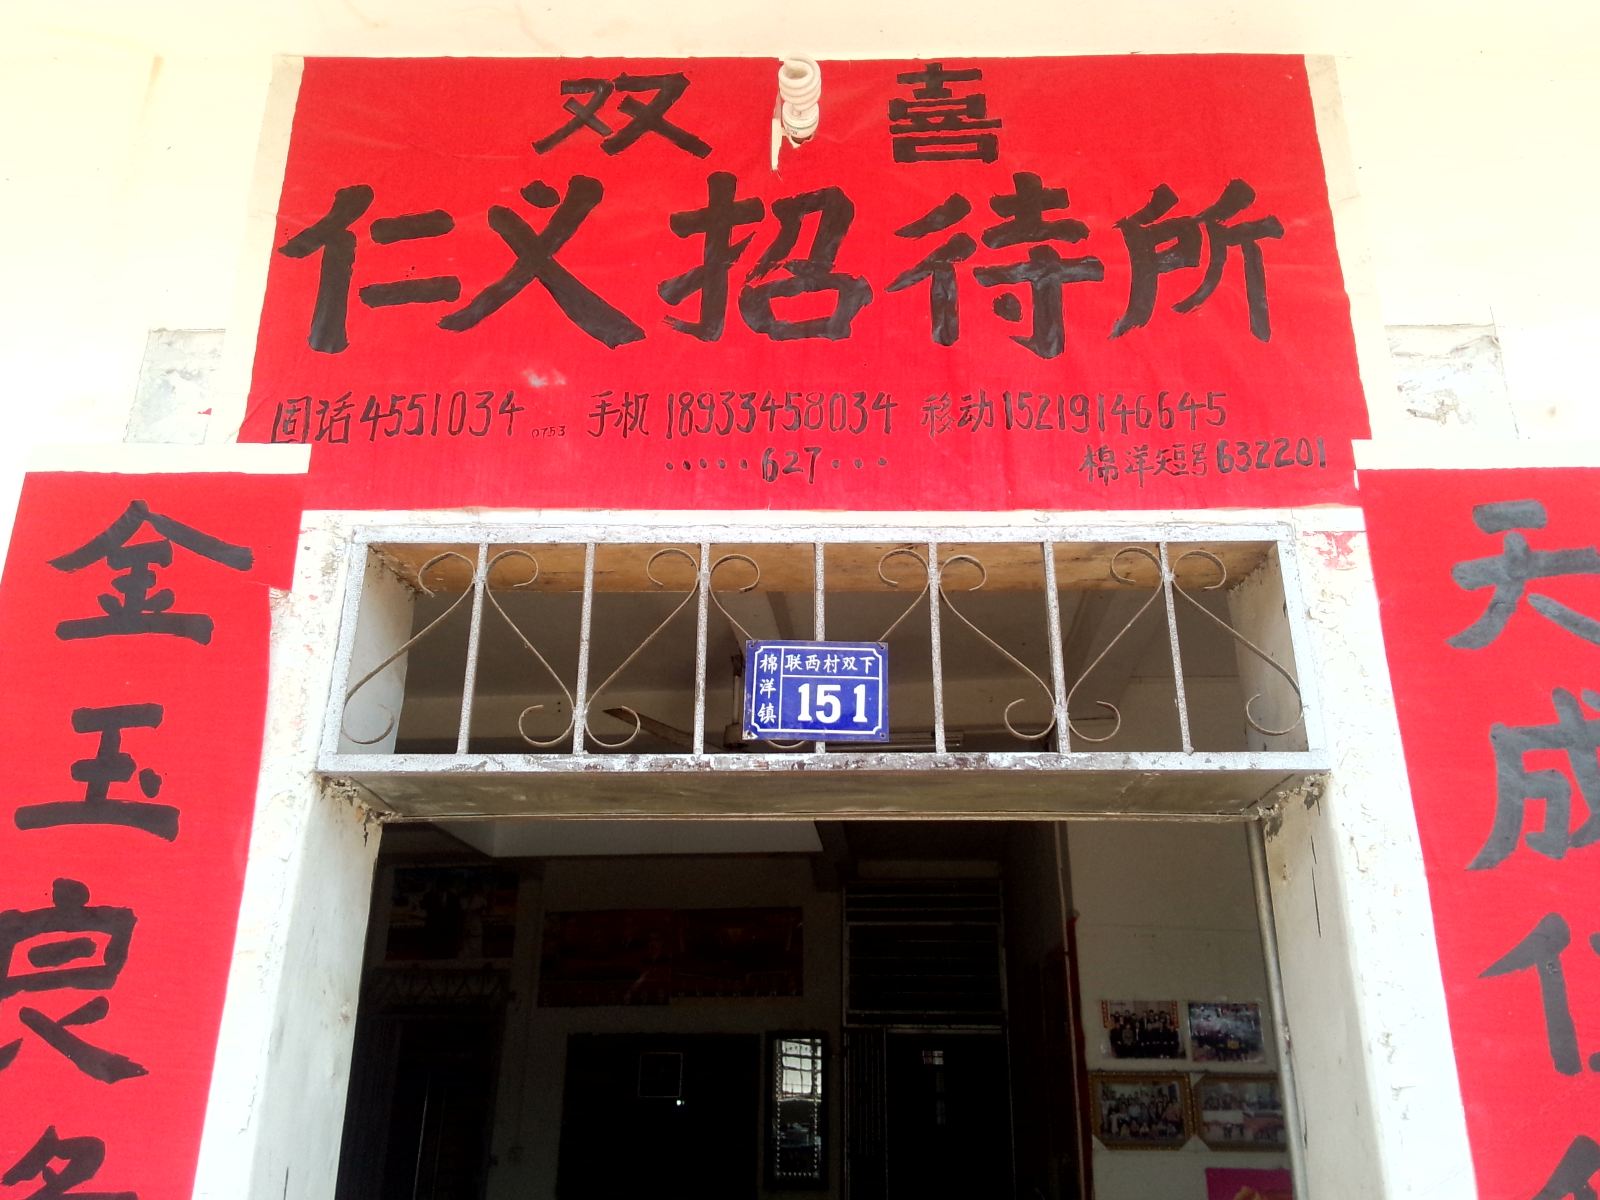 双喜
仁义招待所
固话4551034 0753 手机18933458034 移动15219146645
·····627··· 棉洋短号632201
金玉良
天成
棉洋镇
联西村双下
151